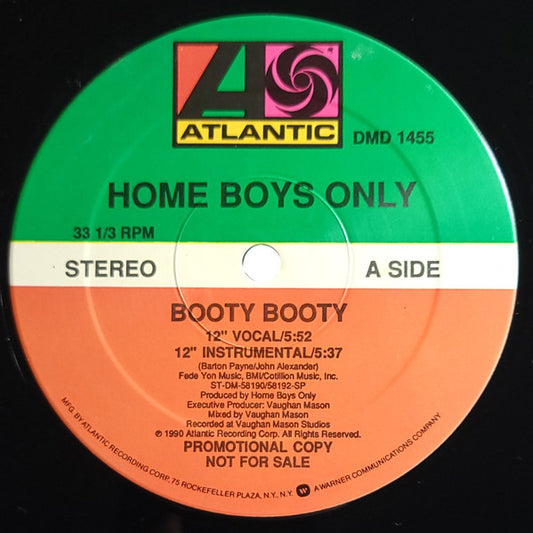 ATLANTIC
DMD 1455
HOME BOYS ONLY
33 1/3 RPM
STEREO
A SIDE
BOOTY BOOTY
12" VOCAL/5:52
12" INSTRUMENTAL/5:37
(Barton Payne/John Alexander)
Fede Yon Music, BMI/Cotillion Music, Inc.
ST-DM-58190/58192-SP
Produced by Home Boys Only
Executive Producer: Vaughan Mason
Mixed by Vaughan Mason
Recorded at Vaughan Mason Studios
℗ 1990 Atlantic Recording Corp. All Rights Reserved.
PROMOTIONAL COPY
NOT FOR SALE
MFG. BY ATLANTIC RECORDING CORP. 75 ROCKEFELLER PLAZA, N.Y. N.Y. A WARNER COMMUNICATIONS COMPANY